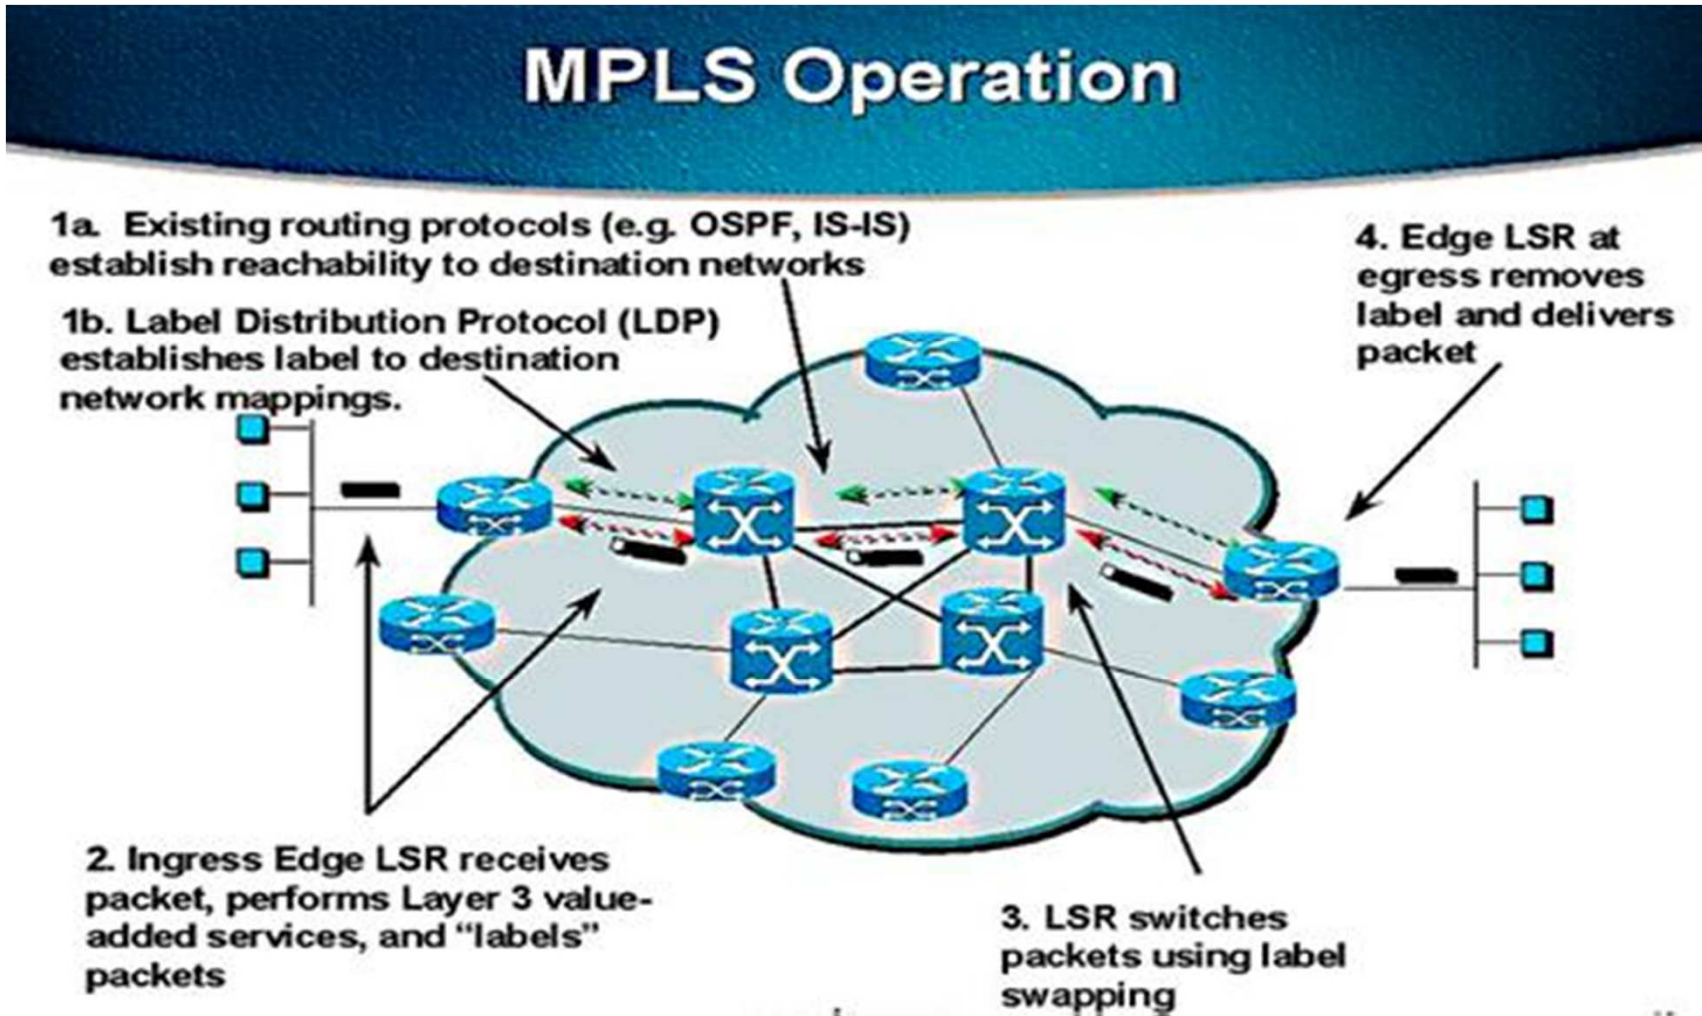 MPLS Operation
1a. Existing routing protocols (e.g. OSPF, IS-IS)
establish reachability to destination networks
1b. Label Distribution Protocol (LDP)
establishes label to destination
network mappings.
4. Edge LSR at
egress removes
label and delivers
packet
2. Ingress Edge LSR receives
packet, performs Layer 3 value-
added services, and “labels”
packets
3. LSR switches
packets using label
swapping